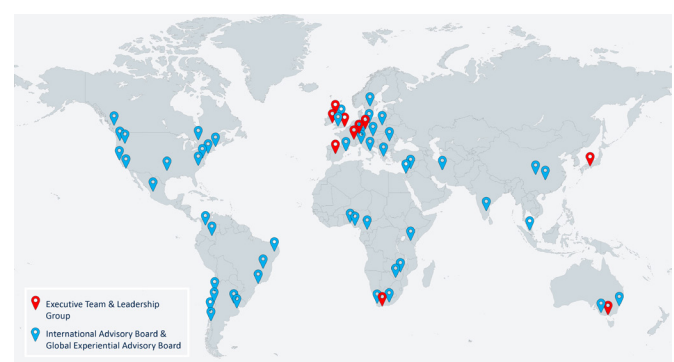 Executive Team & Leadership
Group
International Advisory Board &
Global Experiential Advisory Board